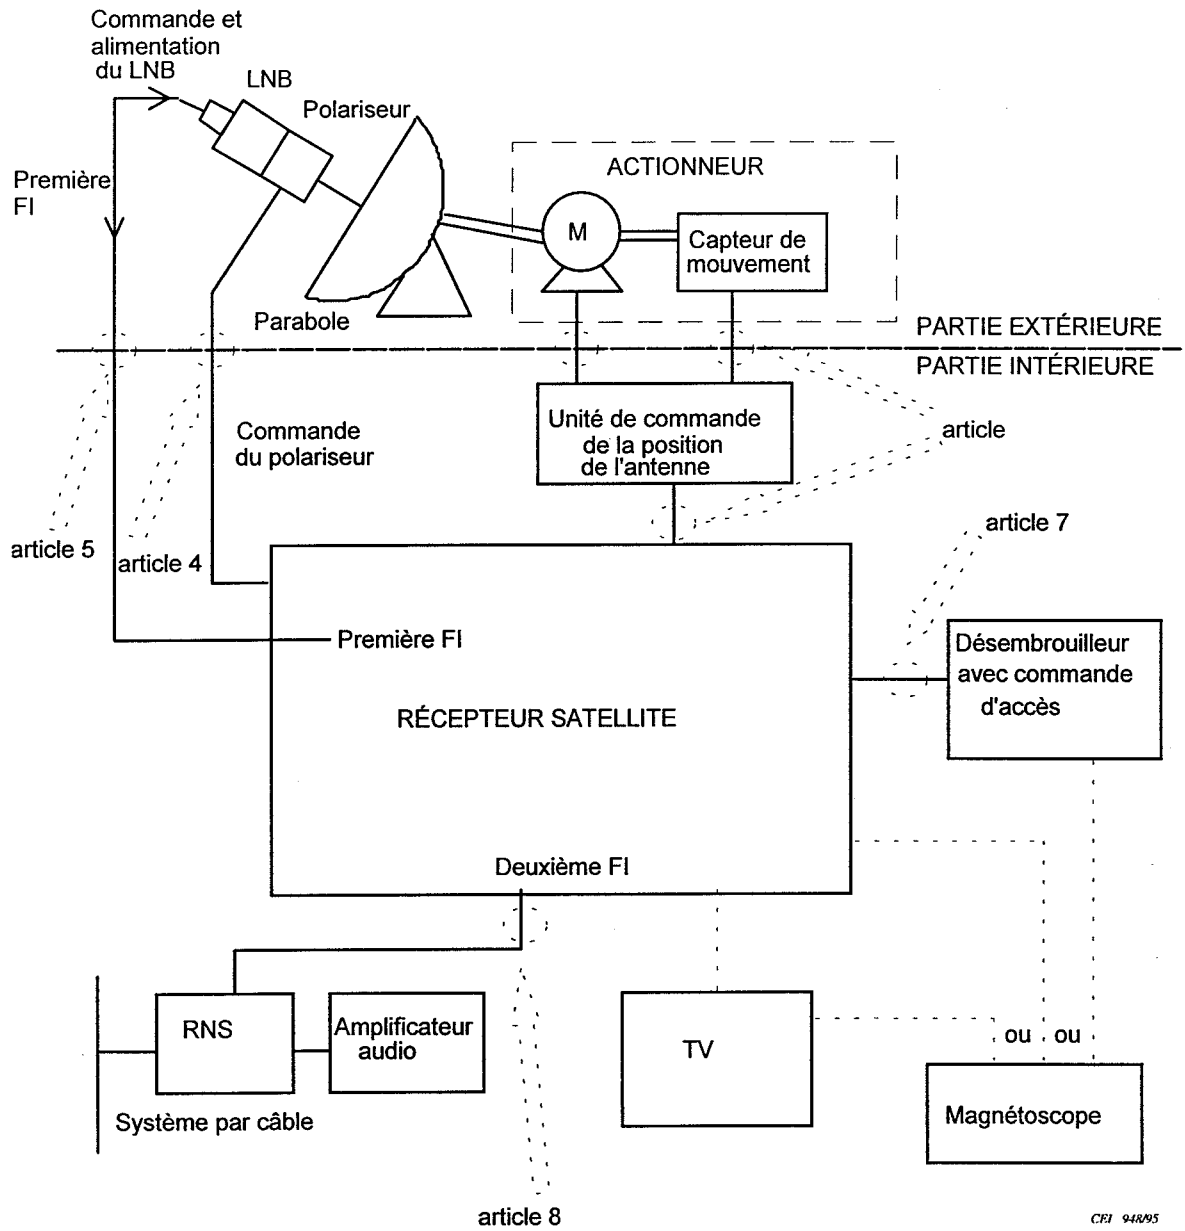 Commande et
alimentation
du LNB
LNB
Polariseur
Première
FI
ACTIONNEUR
M
Capteur de
mouvement
Parabole
PARTIE EXTÉRIEURE
PARTIE INTÉRIEURE
Unité de commande
de la position
de l'antenne
article
Commande
du polariseur
article 5
article 4
article 7
Première FI
Désembrouilleur
avec commande
d'accès
RÉCEPTEUR SATELLITE
Deuxième FI
RNS
Amplificateur
audio
TV
ou ou
Système par câble
Magnétoscope
article 8
CEI 948/95